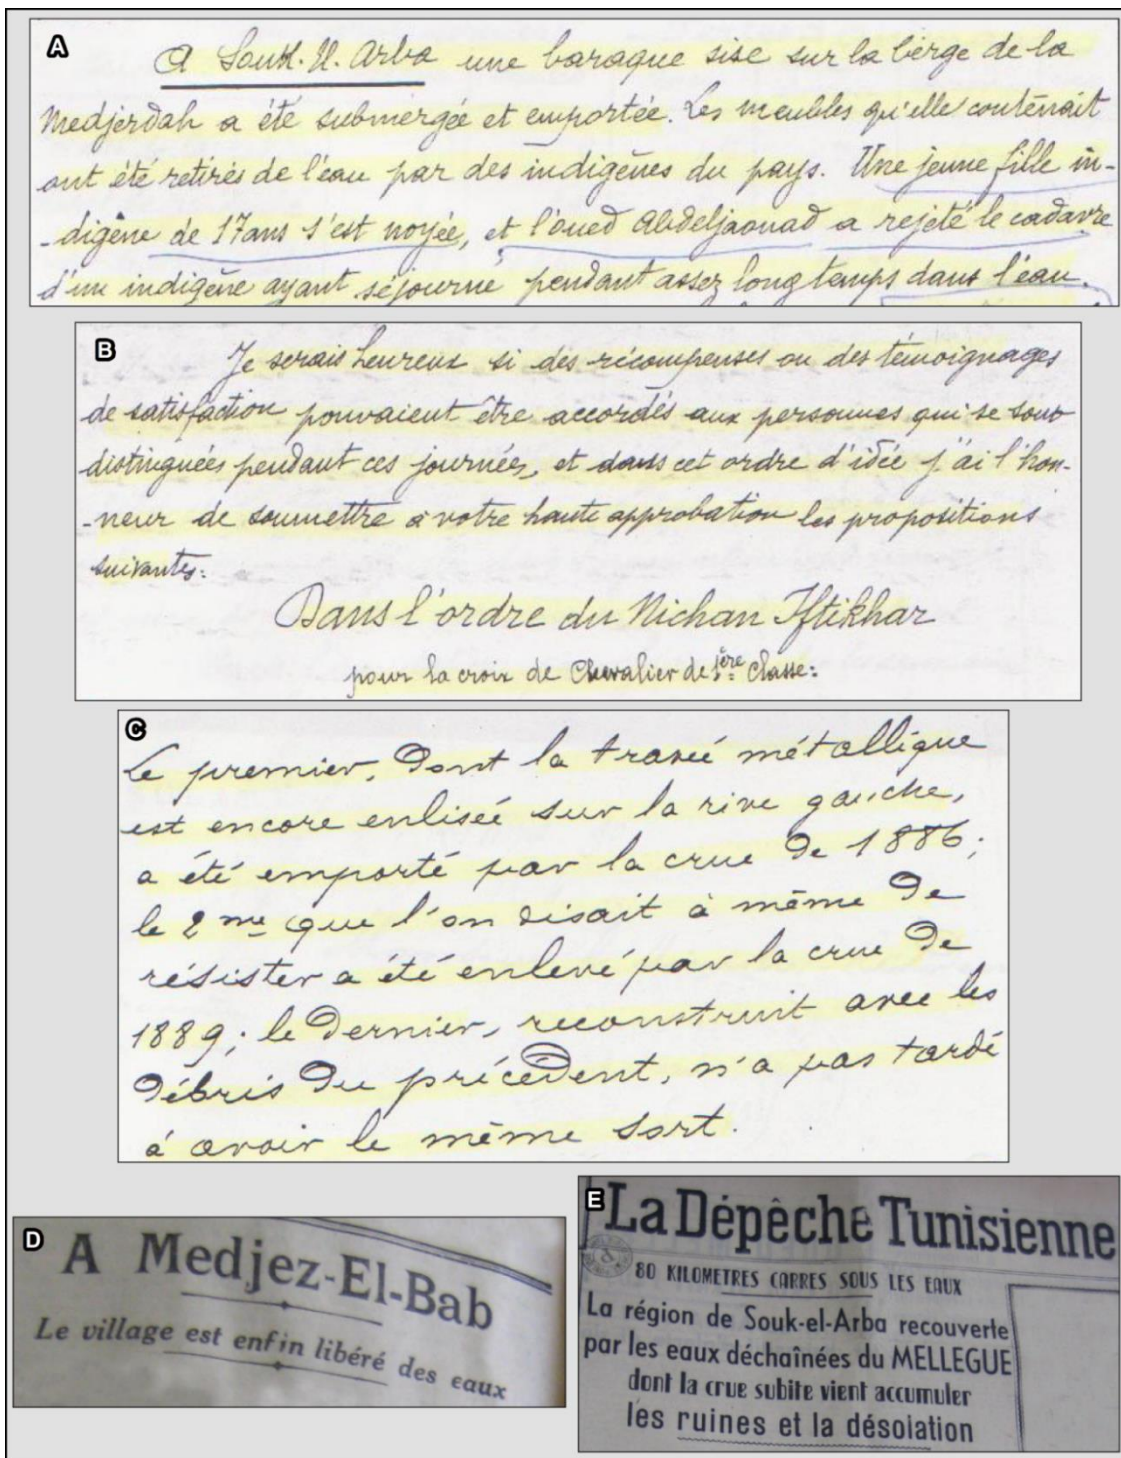 A
A Souk. El. Arba une baraque sise sur la berge de la
Medjerdah a été submergée et emportée. Les meubles qu'elle contenait
ont été retirés de l'eau par des indigènes du pays. Une jeune fille in-
-digène de 17 ans s'est noyée, et l'oued Abdeljaouad a rejeté le cadavre
d'un indigène ayant séjourné pendant assez longtemps dans l'eau.
B
Je serais heureux si des récompenses ou des témoignages
de satisfaction pouvaient être accordés aux personnes qui se sont
distinguées pendant ces journées, et dans cet ordre d'idée j'ai l'hon-
-neur de soumettre à votre haute approbation les propositions
suivantes:
Dans l'ordre du Nichan Iftikhar
pour la croix de Chevalier de 1ère Classe:
C
Le premier, dont la travée métallique
est encore enlisée sur la rive gauche,
a été emporté par la crue de 1886;
le 2me que l'on disait à même de
résister a été enlevé par la crue de
1889; le dernier, reconstruit avec les
débris du précédent, n'a pas tardé
à avoir le même sort.
D
A Medjez-El-Bab
Le village est enfin libéré des eaux
E
La Dépêche Tunisienne
80 KILOMETRES CARRES SOUS LES EAUX
La région de Souk-el-Arba recouverte
par les eaux déchaînées du MELLEGUE
dont la crue subite vient accumuler
les ruines et la désolation